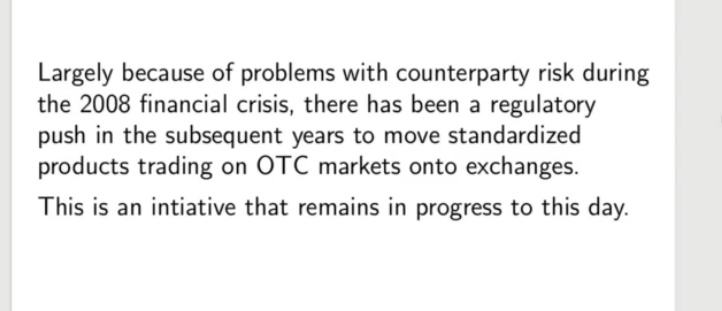 Largely because of problems with counterparty risk during
the 2008 financial crisis, there has been a regulatory
push in the subsequent years to move standardized
products trading on OTC markets onto exchanges.
This is an intiative that remains in progress to this day.